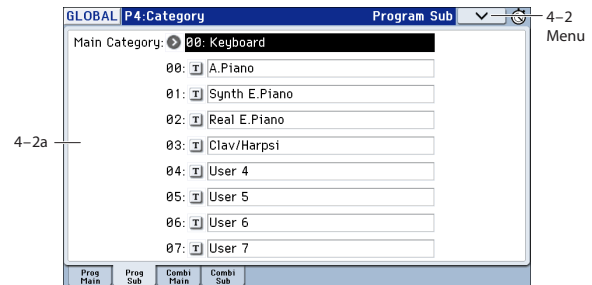 GLOBAL P4:Category Program Sub
4–2
Menu
Main Category: 00: Keyboard
00: T A.Piano
01: T Synth E.Piano
02: T Real E.Piano
4–2a
03: T Clav/Harpsi
04: T User 4
05: T User 5
06: T User 6
07: T User 7
Prog Main Prog Sub Combi Main Combi Sub